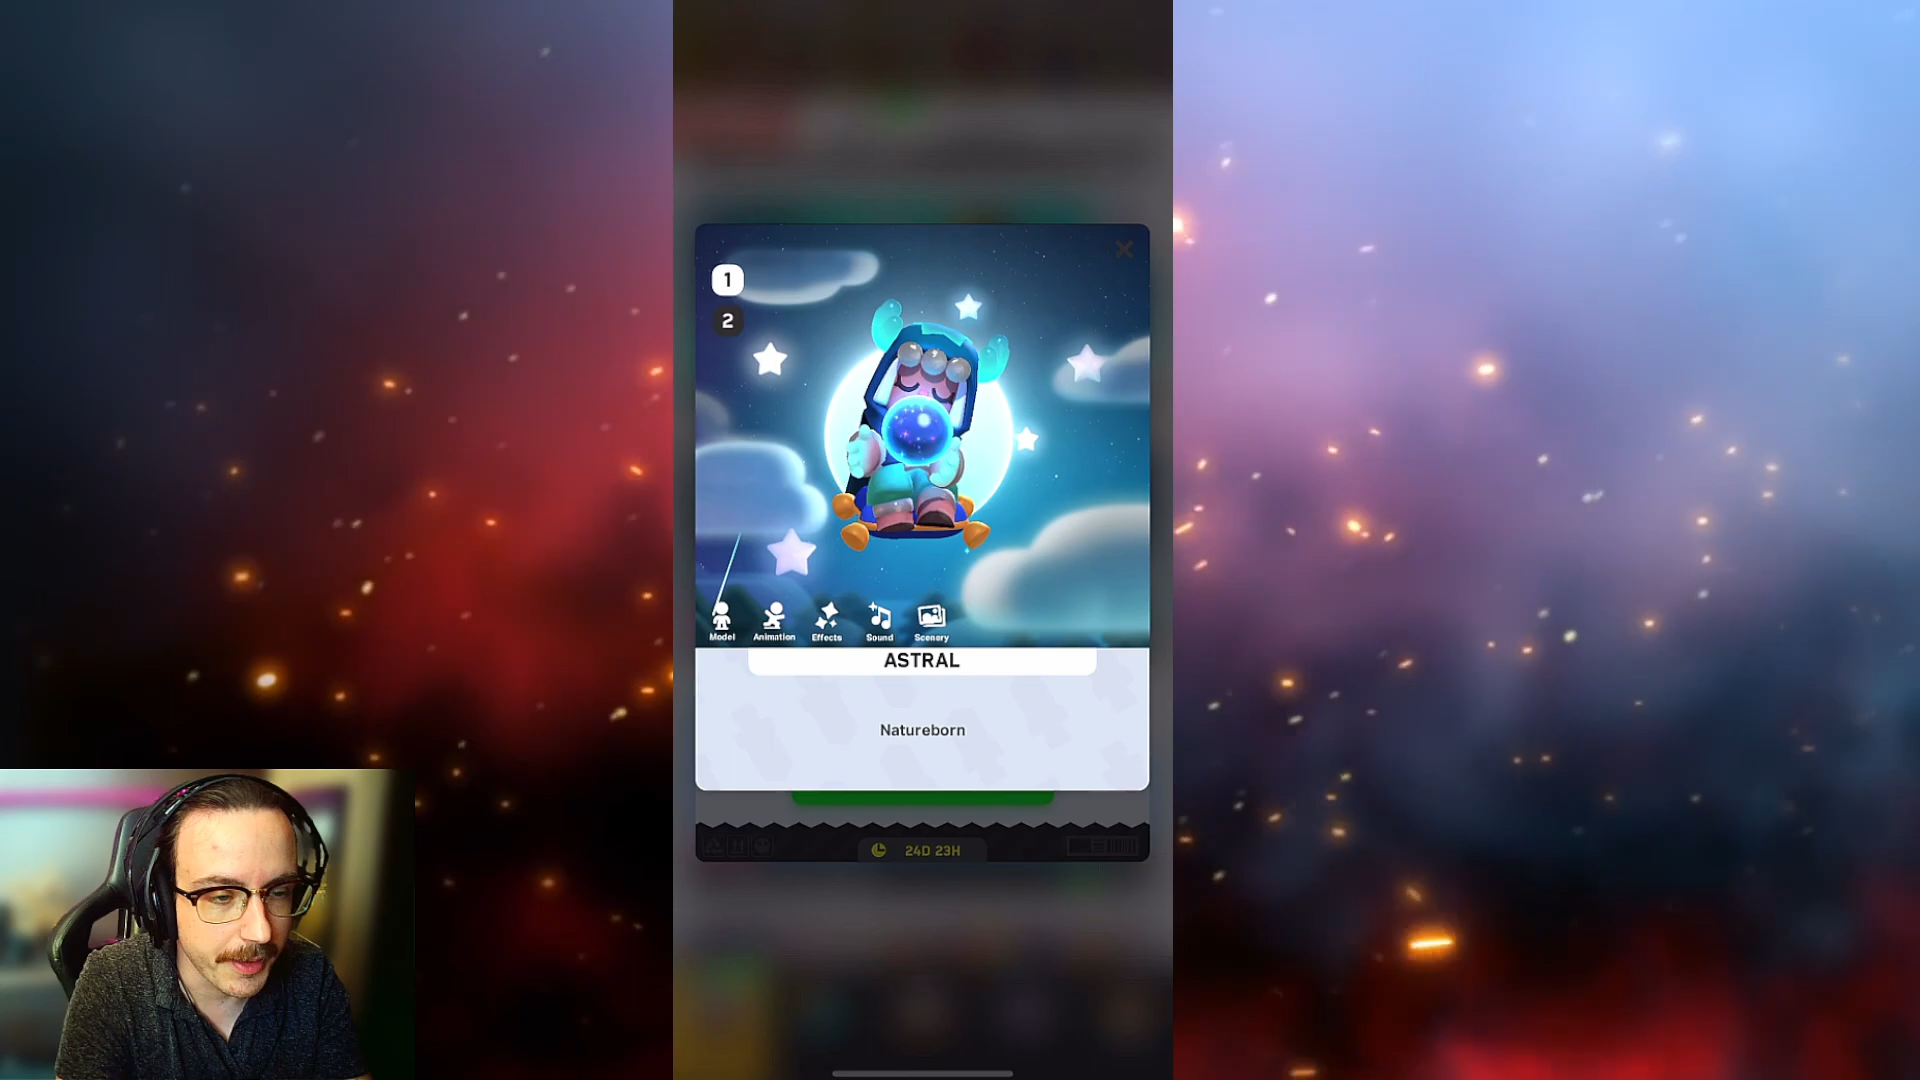 1
2
Model Animation Effects Sound Scenery
ASTRAL
Natureborn
24D 23H